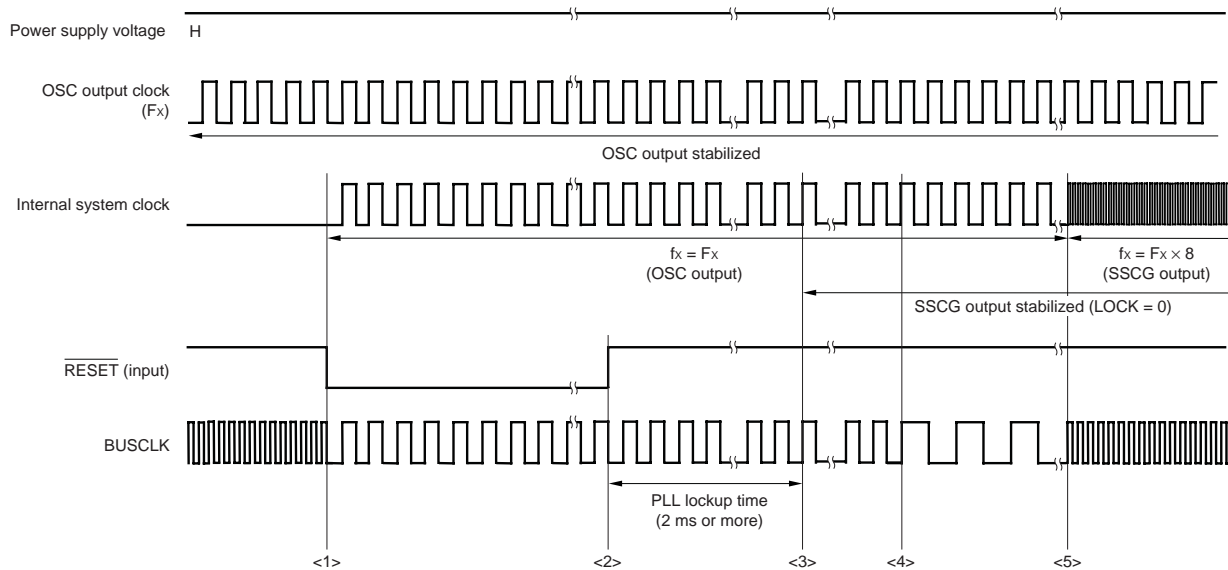 Power supply voltage H
OSC output clock
(Fx)
OSC output stabilized
Internal system clock
fx = Fx
(OSC output)
fx = Fx × 8
(SSCG output)
SSCG output stabilized (LOCK = 0)
RESET (input)
BUSCLK
PLL lockup time
(2 ms or more)
<1> <2> <3> <4> <5>